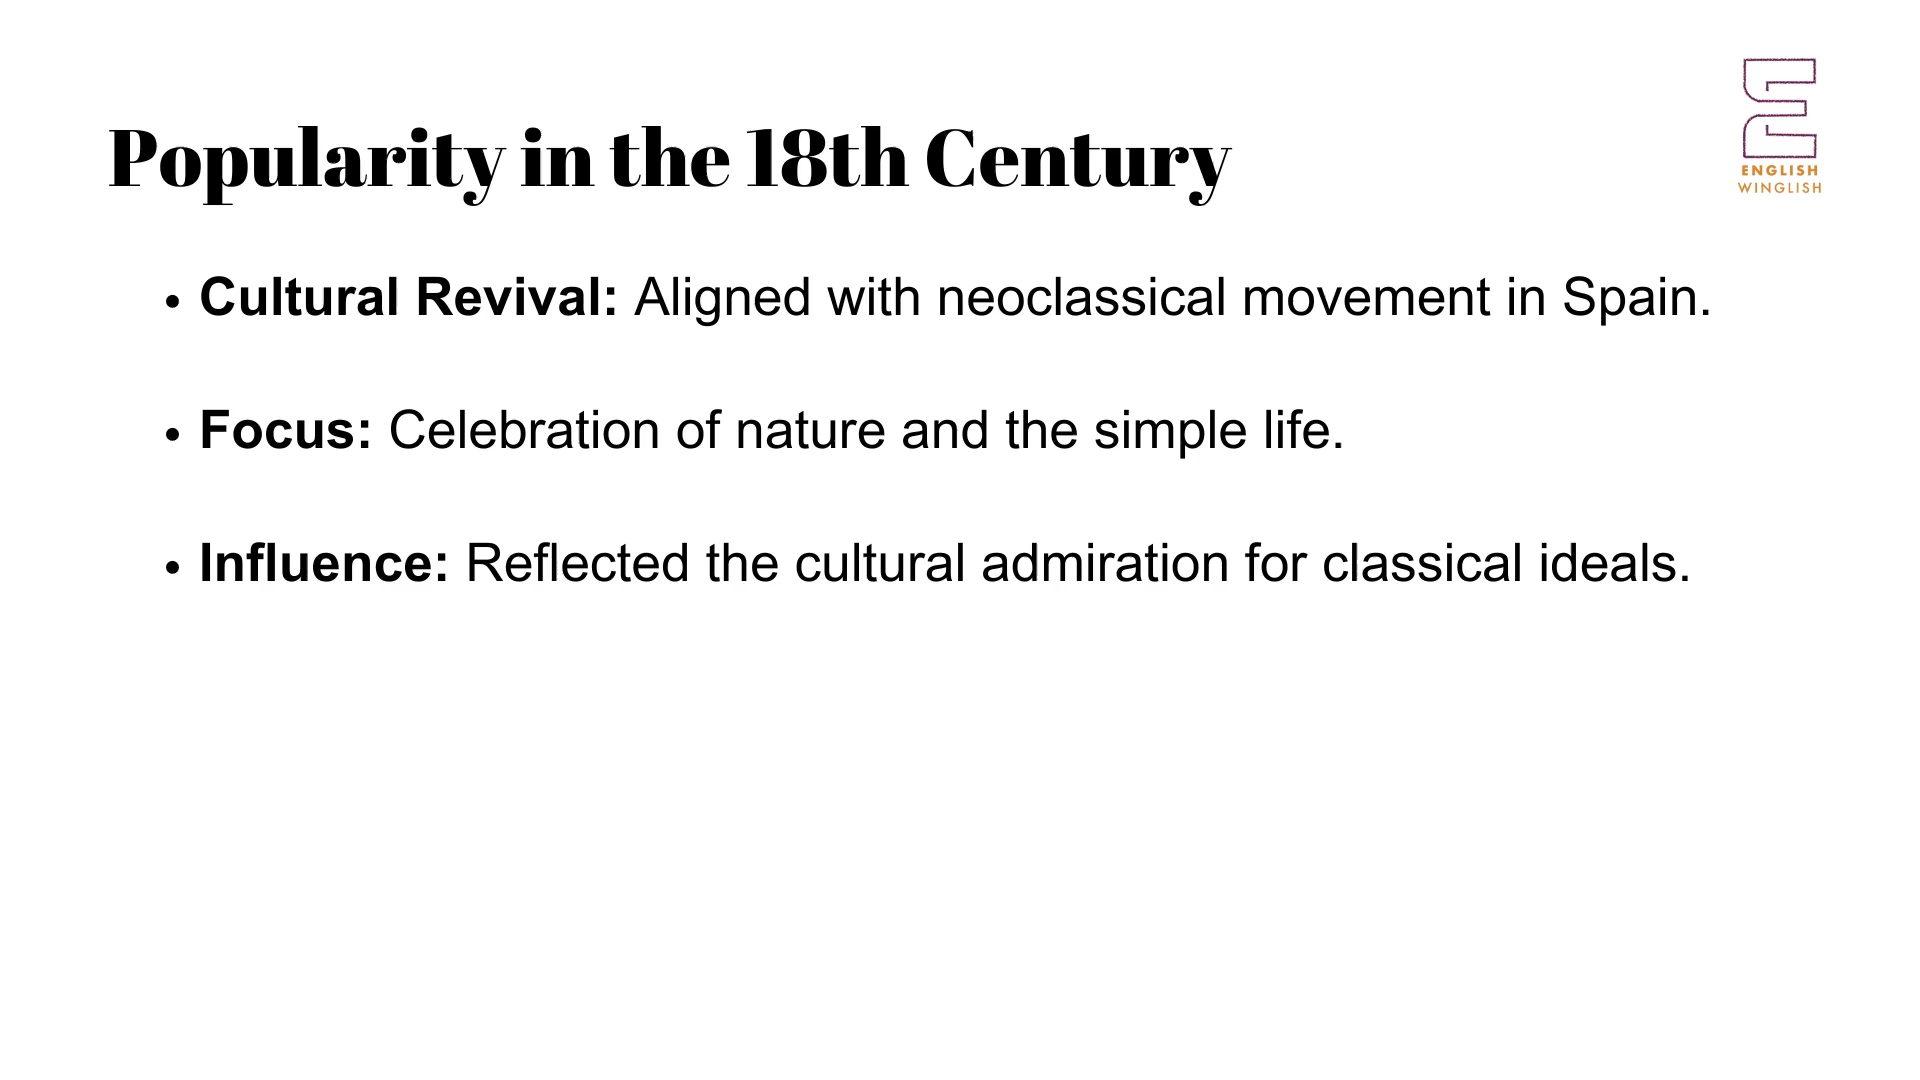 Popularity in the 18th Century
ENGLISH
WINGLISH
• Cultural Revival: Aligned with neoclassical movement in Spain.
• Focus: Celebration of nature and the simple life.
• Influence: Reflected the cultural admiration for classical ideals.